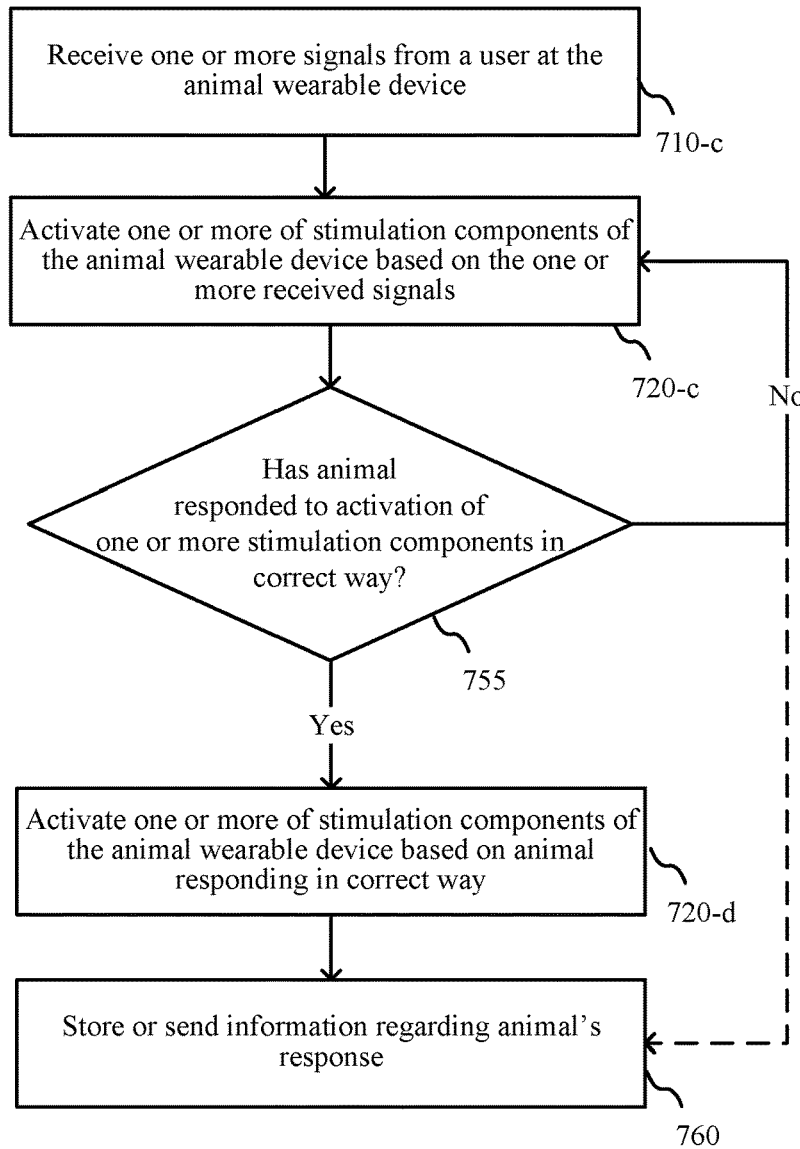 Receive one or more signals from a user at the
animal wearable device
710-c
Activate one or more of stimulation components of
the animal wearable device based on the one or
more received signals
720-c
No
Has animal
responded to activation of
one or more stimulation components in
correct way?
755
Yes
Activate one or more of stimulation components of
the animal wearable device based on animal
responding in correct way
720-d
Store or send information regarding animal's
response
760